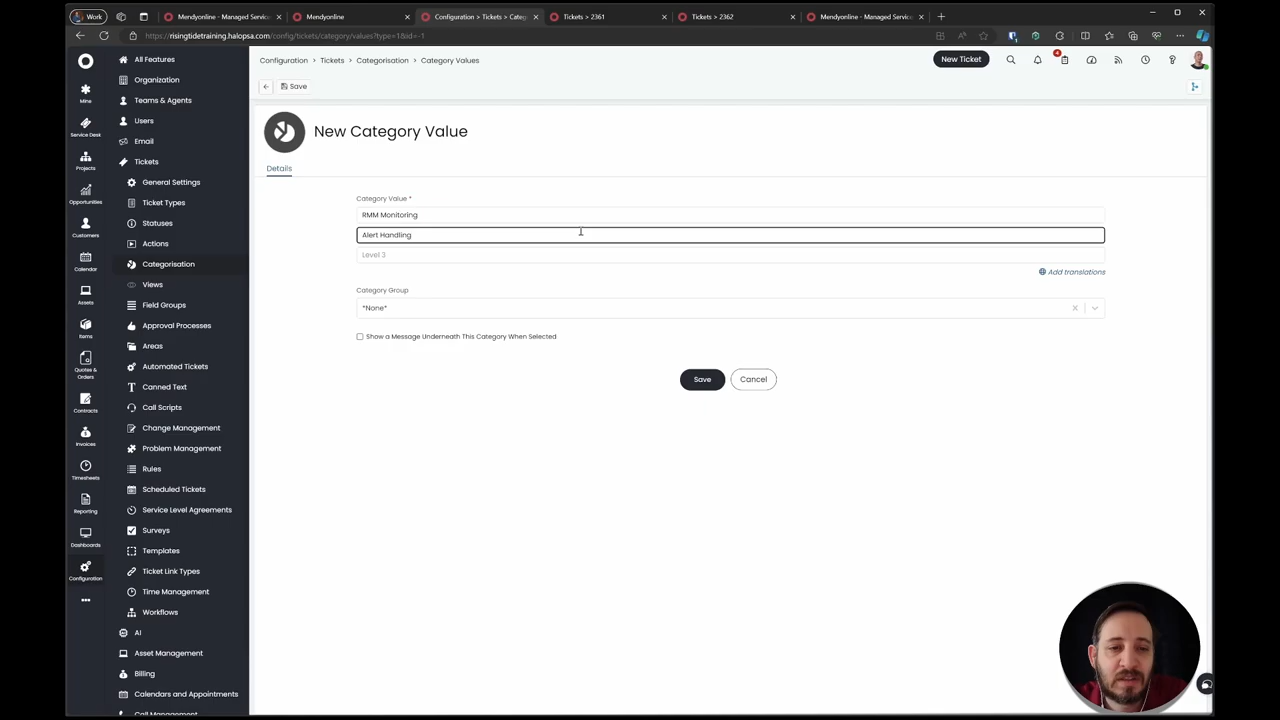 Work
Mendyonline - Managed Servic
Mendyonline
Configuration > Tickets > Categ
Tickets > 2361
Tickets > 2362
Mendyonline - Managed Servic
https://risingtidetraining.halopsa.com/config/tickets/category/values?type=1&id=-1
Mine
Service Desk
Projects
Opportunities
Customers
Calendar
Assets
Items
Quotes &
Orders
Contracts
Invoices
Timesheets
Reporting
Dashboards
Configuration
All Features
Organization
Teams & Agents
Users
Email
Tickets
General Settings
Ticket Types
Statuses
Actions
Categorisation
Views
Field Groups
Approval Processes
Areas
Automated Tickets
Canned Text
Call Scripts
Change Management
Problem Management
Rules
Scheduled Tickets
Service Level Agreements
Surveys
Templates
Ticket Link Types
Time Management
Workflows
AI
Asset Management
Billing
Calendars and Appointments
Call Management
Configuration > Tickets > Categorisation > Category Values
New Ticket
4
Save
New Category Value
Details
Category Value *
RMM Monitoring
Alert Handling
Level 3
Add translations
Category Group
*None*
Show a Message Underneath This Category When Selected
Save
Cancel